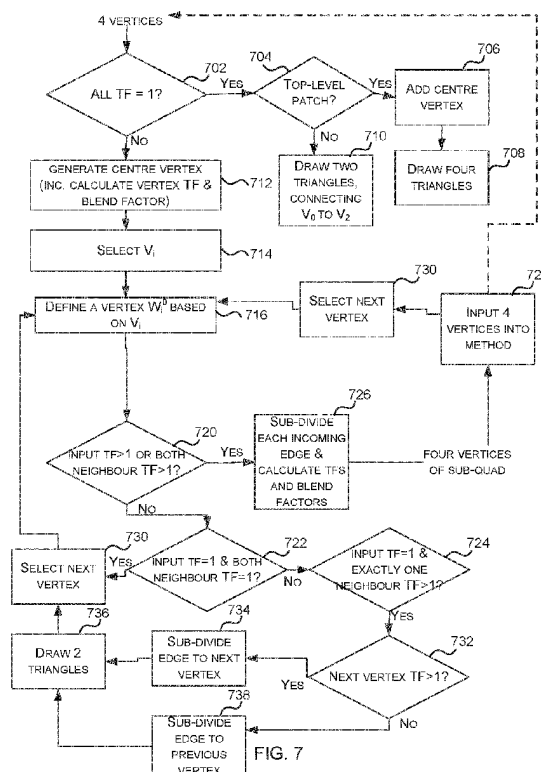 4 VERTICES
702
ALL TF = 1?
YES
704
TOP-LEVEL
PATCH?
YES
706
ADD CENTRE
VERTEX
NO
NO
710
DRAW TWO
TRIANGLES,
CONNECTING
V0 TO V2
DRAW FOUR
TRIANGLES
708
GENERATE CENTRE VERTEX
(INC. CALCULATE VERTEX TF &
BLEND FACTOR)
712
SELECT Vi
714
DEFINE A VERTEX WiD BASED
ON Vi
716
730
SELECT NEXT
VERTEX
72
INPUT 4
VERTICES INTO
METHOD
720
INPUT TF>1 OR BOTH
NEIGHBOUR TF>1?
YES
726
SUB-DIVIDE
EACH INCOMING
EDGE &
CALCULATE TFS
AND BLEND
FACTORS
FOUR VERTICES
OF SUB-QUAD
NO
730
SELECT NEXT
VERTEX
YES
722
INPUT TF=1 & BOTH
NEIGHBOUR TF=1?
NO
724
INPUT TF=1 &
EXACTLY ONE
NEIGHBOUR TF>1?
YES
736
DRAW 2
TRIANGLES
734
SUB-DIVIDE
EDGE TO NEXT
VERTEX
YES
732
NEXT VERTEX TF>1?
NO
738
SUB-DIVIDE
EDGE TO
PREVIOUS
VERTEX
FIG. 7